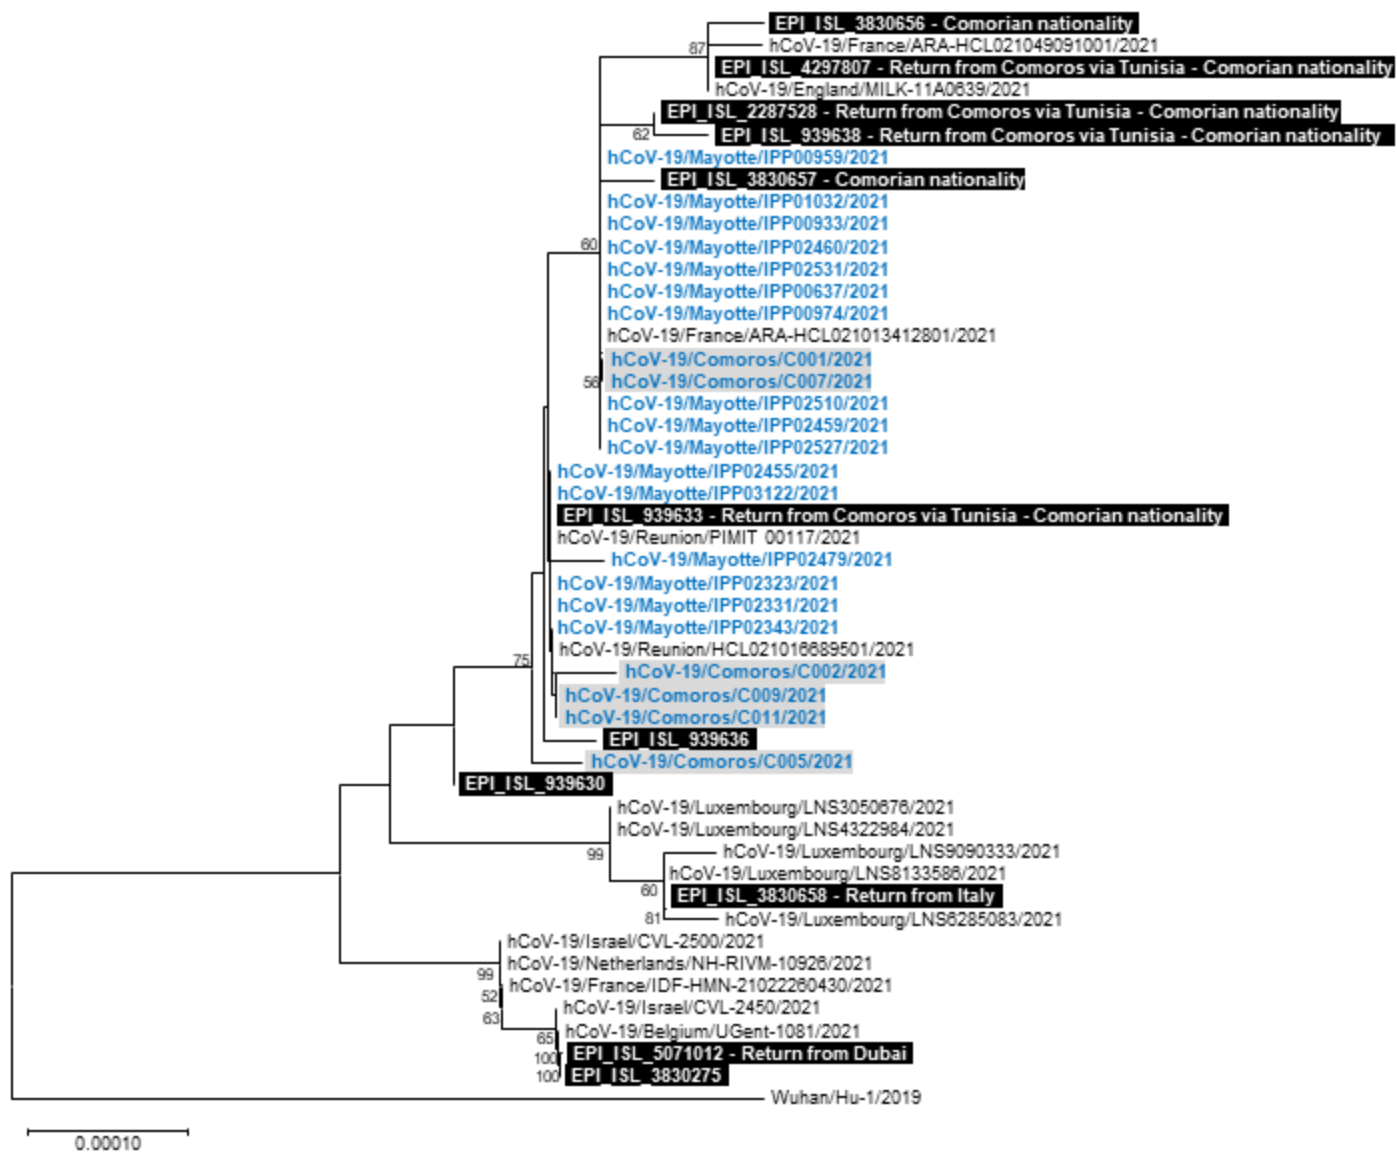 EPI_ISL_3830656 - Comorian nationality
87
hCoV-19/France/ARA-HCL021049091001/2021
EPI_ISL_4297807 - Return from Comoros via Tunisia - Comorian nationality
hCoV-19/England/MILK-11A0639/2021
EPI_ISL_2287528 - Return from Comoros via Tunisia - Comorian nationality
62
EPI_ISL_939638 - Return from Comoros via Tunisia - Comorian nationality
hCoV-19/Mayotte/IPP00959/2021
EPI_ISL_3830657 - Comorian nationality
hCoV-19/Mayotte/IPP01032/2021
hCoV-19/Mayotte/IPP00933/2021
60
hCoV-19/Mayotte/IPP02460/2021
hCoV-19/Mayotte/IPP02531/2021
hCoV-19/Mayotte/IPP00637/2021
hCoV-19/Mayotte/IPP00974/2021
hCoV-19/France/ARA-HCL021013412801/2021
hCoV-19/Comoros/C001/2021
56
hCoV-19/Comoros/C007/2021
hCoV-19/Mayotte/IPP02510/2021
hCoV-19/Mayotte/IPP02459/2021
hCoV-19/Mayotte/IPP02527/2021
hCoV-19/Mayotte/IPP02455/2021
hCoV-19/Mayotte/IPP03122/2021
EPI_ISL_939633 - Return from Comoros via Tunisia - Comorian nationality
hCoV-19/Reunion/PIMIT 00117/2021
hCoV-19/Mayotte/IPP02479/2021
hCoV-19/Mayotte/IPP02323/2021
hCoV-19/Mayotte/IPP02331/2021
hCoV-19/Mayotte/IPP02343/2021
hCoV-19/Reunion/HCL021016689501/2021
75
hCoV-19/Comoros/C002/2021
hCoV-19/Comoros/C009/2021
hCoV-19/Comoros/C011/2021
EPI_ISL_939636
hCoV-19/Comoros/C005/2021
EPI_ISL_939630
hCoV-19/Luxembourg/LNS3050676/2021
hCoV-19/Luxembourg/LNS4322984/2021
99
hCoV-19/Luxembourg/LNS9090333/2021
hCoV-19/Luxembourg/LNS8133586/2021
60
EPI_ISL_3830658 - Return from Italy
81
hCoV-19/Luxembourg/LNS6285083/2021
hCoV-19/Israel/CVL-2500/2021
hCoV-19/Netherlands/NH-RIVM-10926/2021
99
hCoV-19/France/IDF-HMN-21022260430/2021
52
hCoV-19/Israel/CVL-2450/2021
63
hCoV-19/Belgium/UGent-1081/2021
65
EPI_ISL_5071012 - Return from Dubai
100
EPI_ISL_3830275
100
Wuhan/Hu-1/2019
0.00010